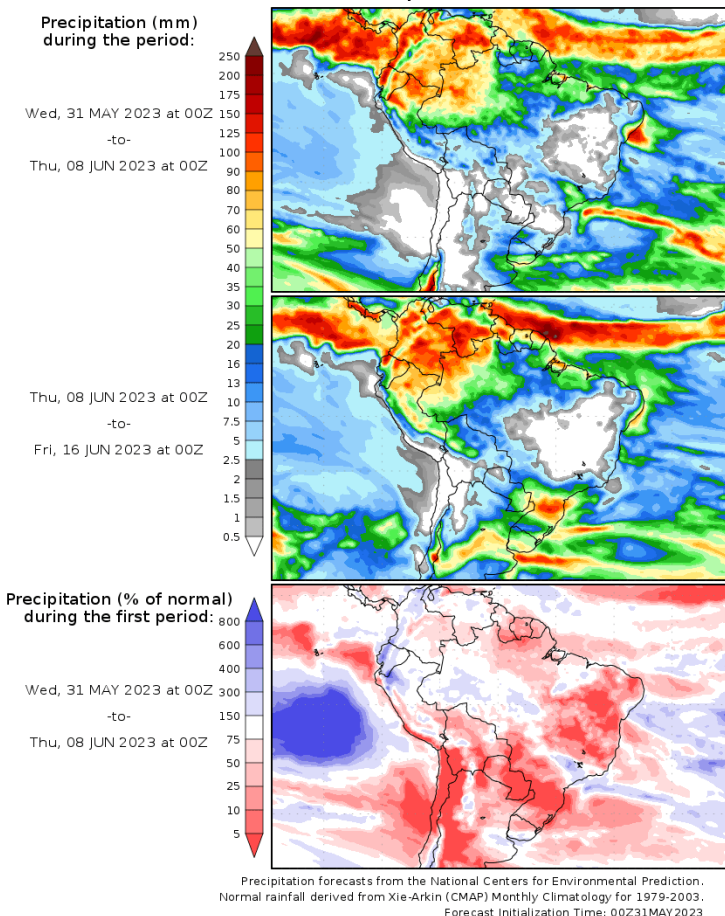 Precipitation (mm)
during the period:
Wed, 31 MAY 2023 at 00Z
-to-
Thu, 08 JUN 2023 at 00Z
250
200
175
150
125
100
90
80
70
60
50
40
35
30
25
20
16
13
10
7.5
5
2.5
2
1.5
1
0.5
Thu, 08 JUN 2023 at 00Z
-to-
Fri, 16 JUN 2023 at 00Z
Precipitation (% of normal)
during the first period:
Wed, 31 MAY 2023 at 00Z
-to-
Thu, 08 JUN 2023 at 00Z
800
600
400
300
150
75
50
25
10
5
Precipitation forecasts from the National Centers for Environmental Prediction.
Normal rainfall derived from Xie-Arkin (CMAP) Monthly Climatology for 1979-2003.
Forecast Initialization Time: 00Z31MAY2023